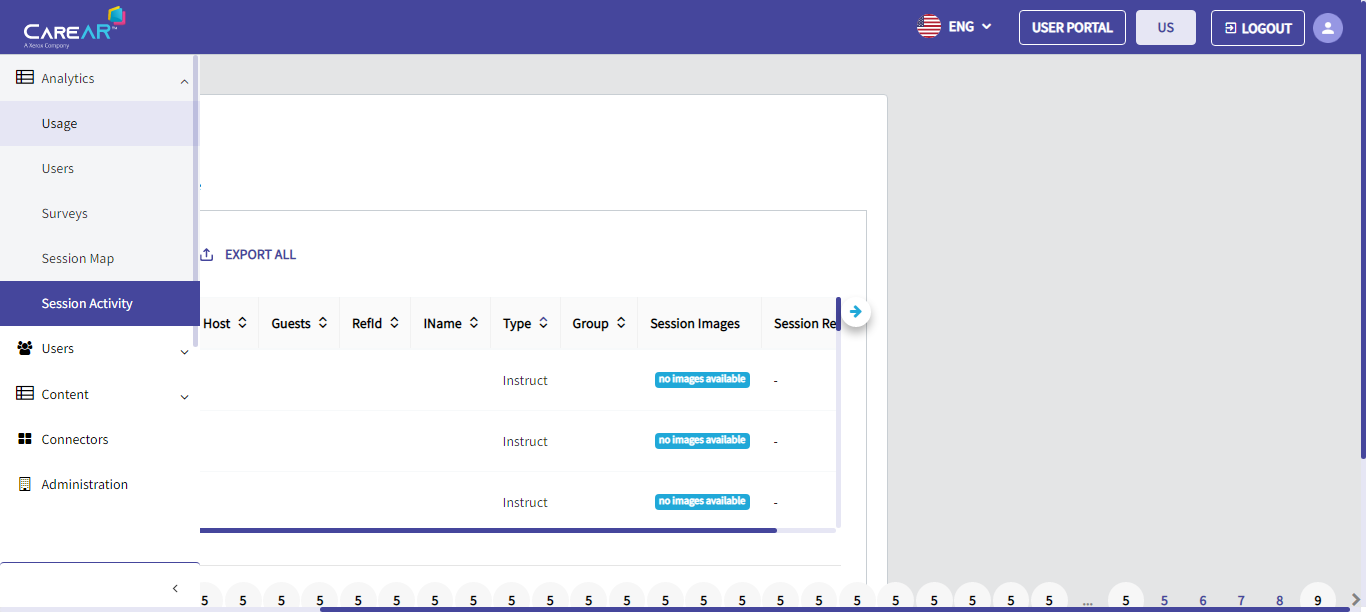 CAREAR™
A Xerox Company
ENG
USER PORTAL
US
LOGOUT
Analytics
Usage
Users
Surveys
Session Map
Session Activity
Users
Content
Connectors
Administration
EXPORT ALL
Host Guests RefId IName Type Group Session Images Session Re
Instruct no images available -
Instruct no images available -
Instruct no images available -
5 5 5 5 5 5 5 5 5 5 5 5 5 5 5 5 5 5 5 5 5 5 5 ... 5 5 6 7 8 9